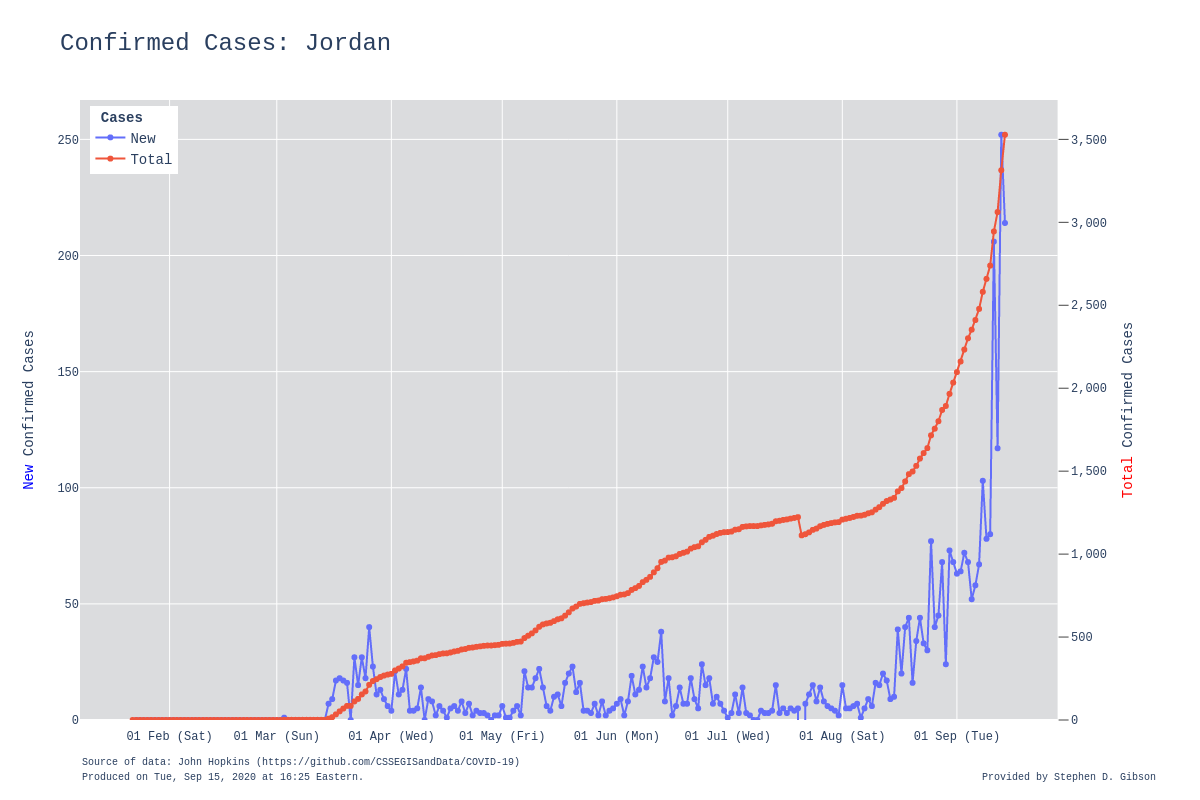 Confirmed Cases: Jordan
Cases
New
Total
250
200
150
100
50
0
3,500
3,000
2,500
2,000
1,500
1,000
500
0
New Confirmed Cases
Total Confirmed Cases
01 Feb (Sat) 01 Mar (Sun) 01 Apr (Wed) 01 May (Fri) 01 Jun (Mon) 01 Jul (Wed) 01 Aug (Sat) 01 Sep (Tue)
Source of data: John Hopkins (https://github.com/CSSEGISandData/COVID-19)
Produced on Tue, Sep 15, 2020 at 16:25 Eastern.
Provided by Stephen D. Gibson